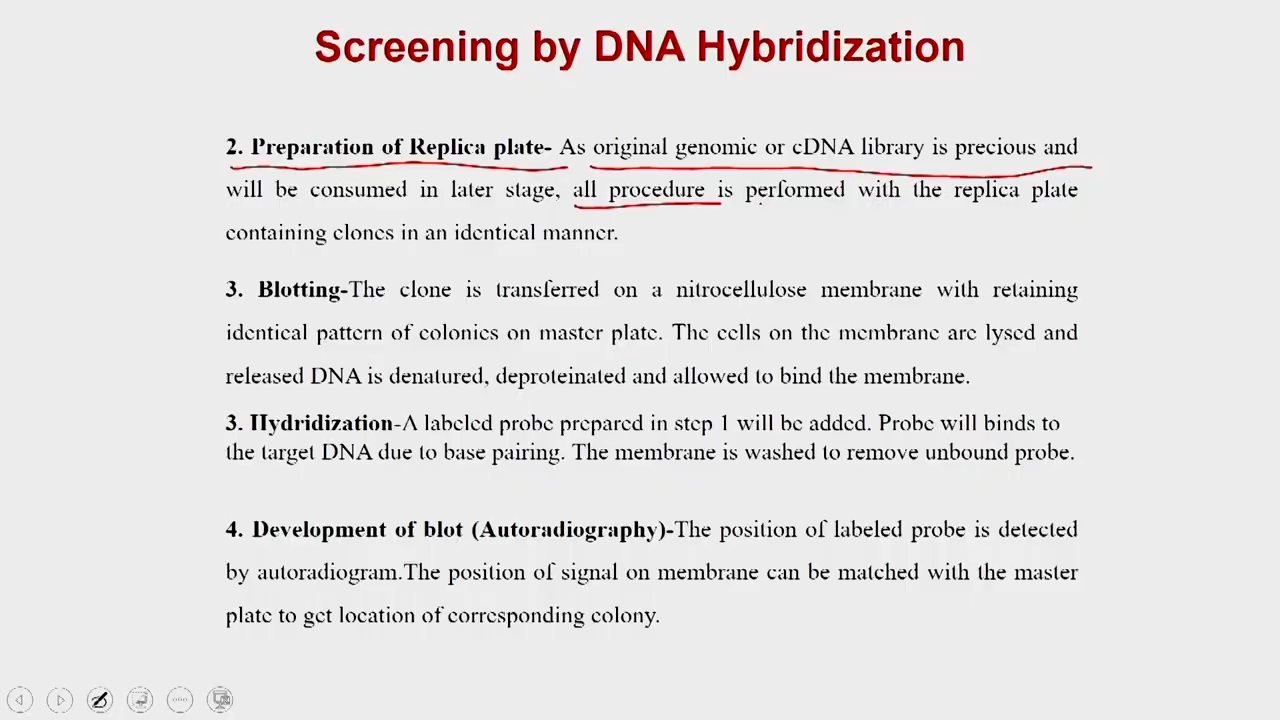 Screening by DNA Hybridization
2. Preparation of Replica plate- As original genomic or cDNA library is precious and
will be consumed in later stage, all procedure is performed with the replica plate
containing clones in an identical manner.
3. Blotting-The clone is transferred on a nitrocellulose membrane with retaining
identical pattern of colonies on master plate. The cells on the membrane are lysed and
released DNA is denatured, deproteinated and allowed to bind the membrane.
3. Hydridization-A labeled probe prepared in step 1 will be added. Probe will binds to
the target DNA due to base pairing. The membrane is washed to remove unbound probe.
4. Development of blot (Autoradiography)-The position of labeled probe is detected
by autoradiogram.The position of signal on membrane can be matched with the master
plate to get location of corresponding colony.